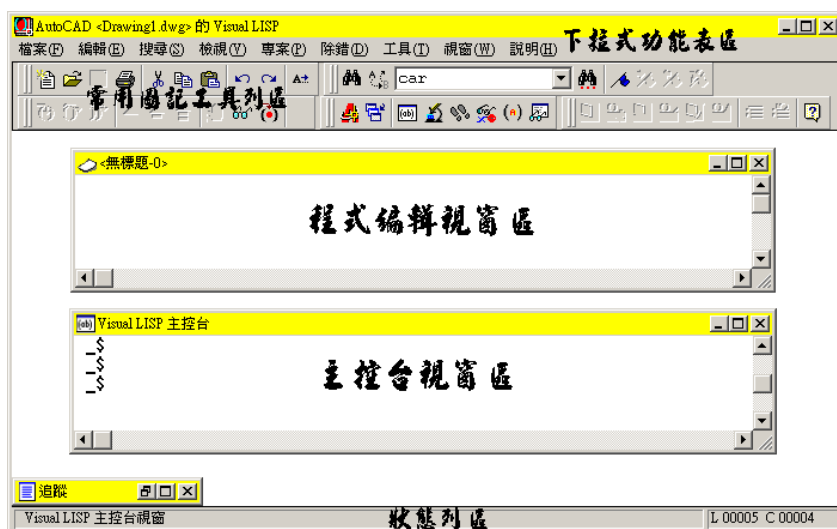 AutoCAD <Drawing1.dwg> 的 Visual LISP
檔案(F) 編輯(E) 搜尋(S) 檢視(V) 專案(P) 除錯(D) 工具(T) 視窗(W) 說明(H)
下拉式功能表區
car
常用圖記工具列區
<無標題-0>
程式編輯視窗區
Visual LISP 主控台
_$
_$
_$
主控台視窗區
追蹤
Visual LISP 主控台視窗
狀態列區
L 00005 C 00004